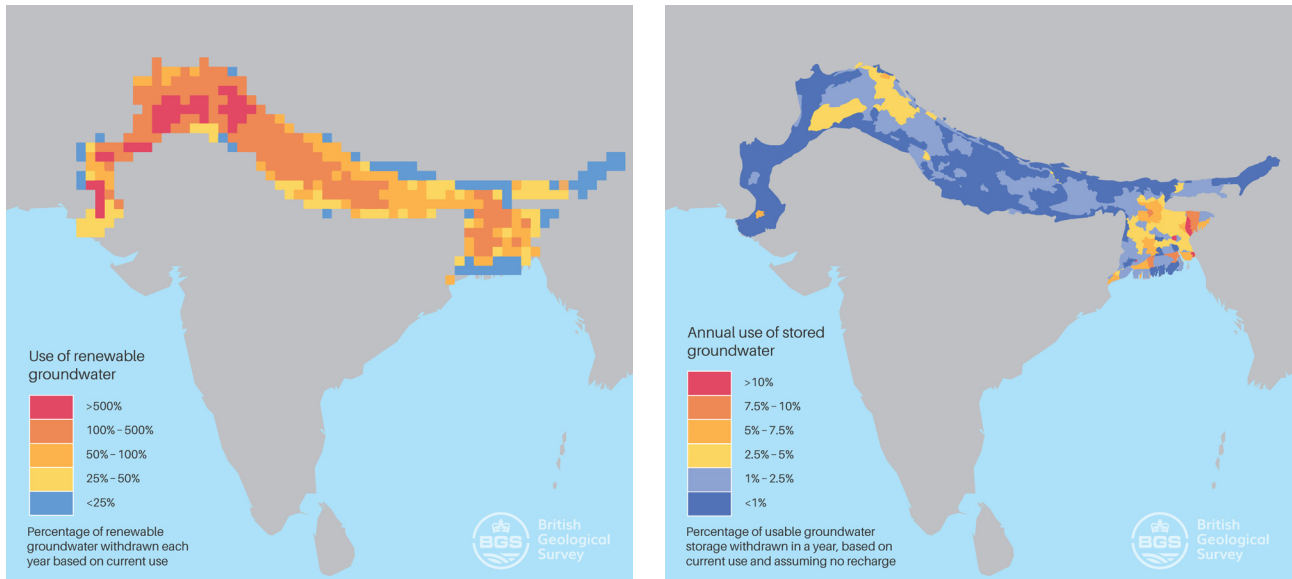 Use of renewable
groundwater
>500%
100% – 500%
50% – 100%
25% – 50%
<25%
Percentage of renewable
groundwater withdrawn each
year based on current use
BGS
British
Geological
Survey
Annual use of stored
groundwater
>10%
7.5% – 10%
5% – 7.5%
2.5% – 5%
1% – 2.5%
<1%
Percentage of usable groundwater
storage withdrawn in a year, based on
current use and assuming no recharge
BGS
British
Geological
Survey